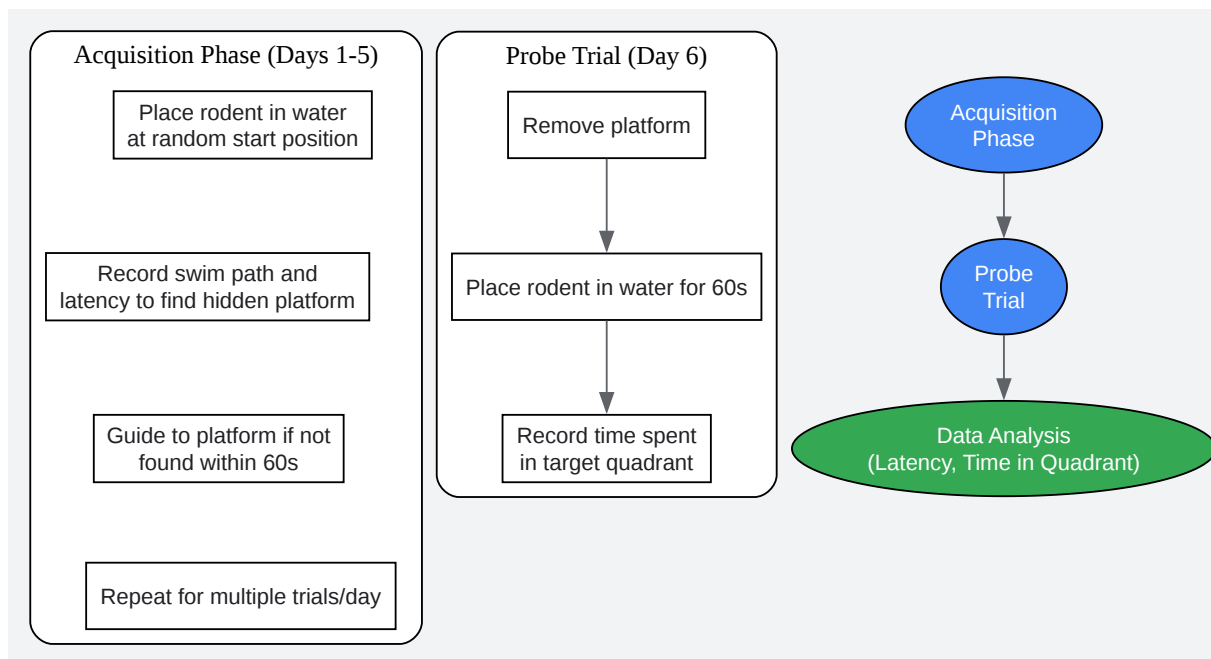 Acquisition Phase (Days 1-5)
Place rodent in water
at random start position
Record swim path and
latency to find hidden platform
Guide to platform if not
found within 60s
Repeat for multiple trials/day
Probe Trial (Day 6)
Remove platform
Place rodent in water for 60s
Record time spent
in target quadrant
Acquisition
Phase
Probe
Trial
Data Analysis
(Latency, Time in Quadrant)